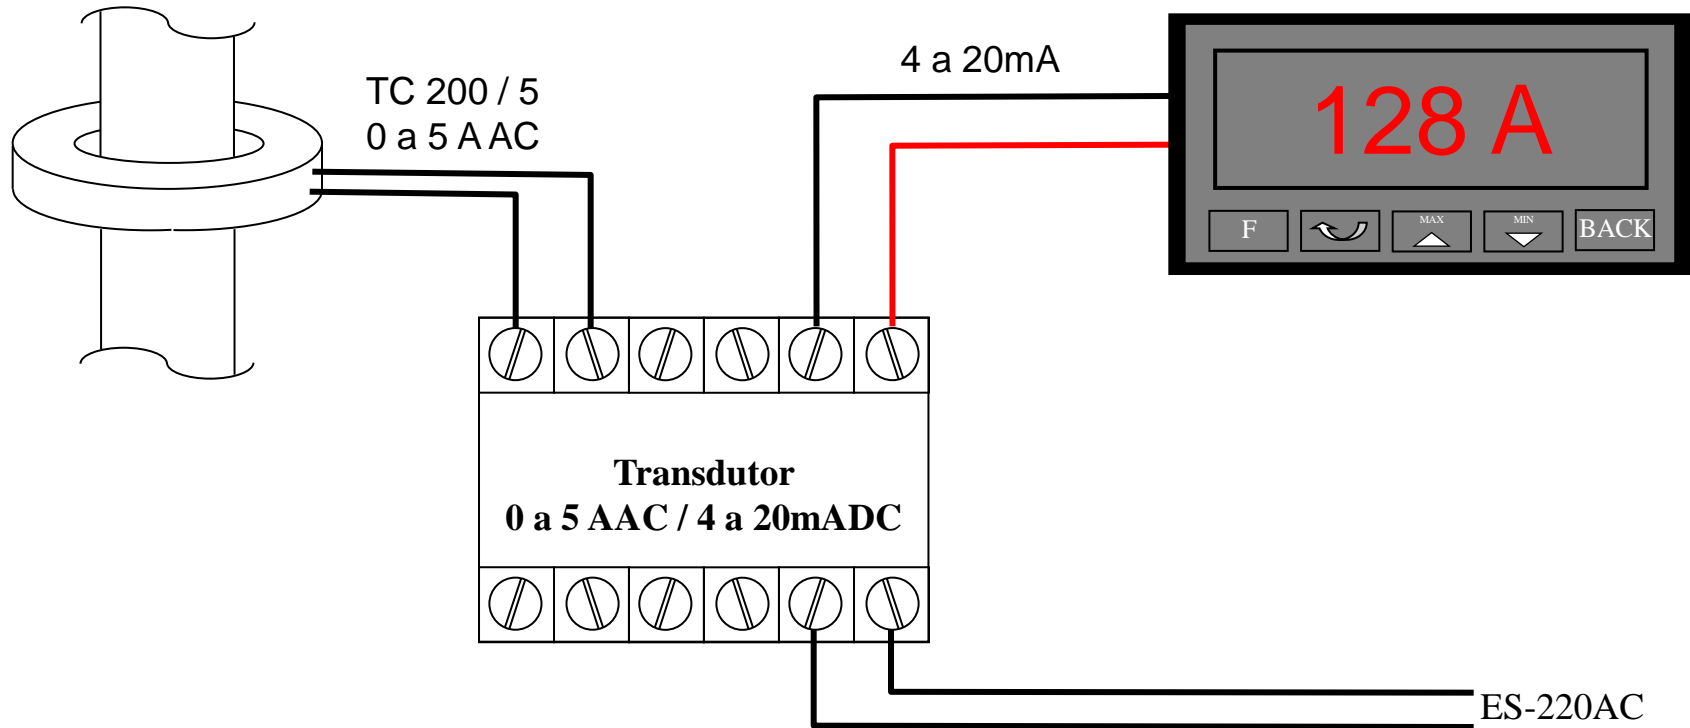 TC 200 / 5
0 a 5 A AC
4 a 20mA
128 A
F
MAX
MIN
BACK
Transdutor
0 a 5 AAC / 4 a 20mADC
ES-220AC